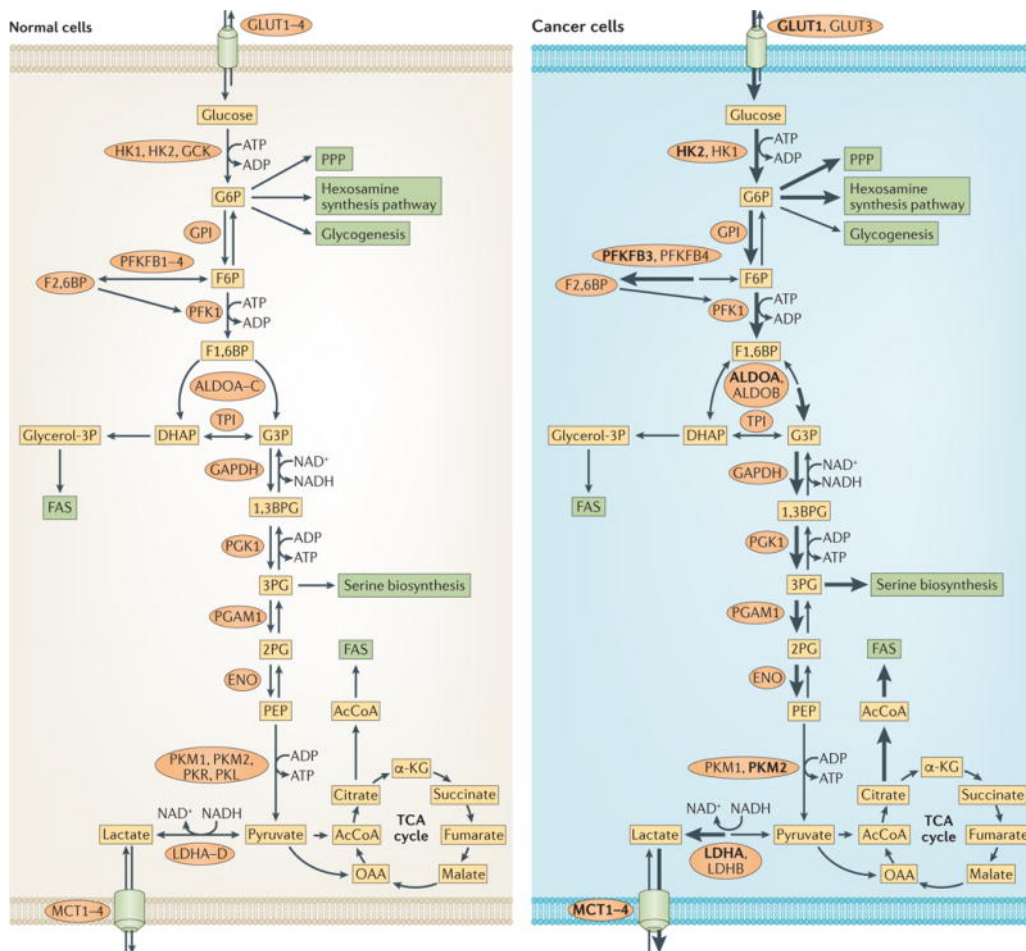 Normal cells
GLUT1–4
Glucose
HK1, HK2, GCK
ATP
ADP
PPP
G6P
Hexosamine
synthesis pathway
GPI
Glycogenesis
PFKFB1–4
F2,6BP
F6P
PFK1
ATP
ADP
F1,6BP
ALDOA–C
TPI
Glycerol-3P
DHAP
G3P
GAPDH
NAD⁺
NADH
FAS
1,3BPG
PGK1
ADP
ATP
3PG
Serine biosynthesis
PGAM1
2PG
FAS
ENO
PEP
AcCoA
PKM1, PKM2,
PKR, PKL
ADP
ATP
α-KG
Citrate
Succinate
NAD⁺
NADH
TCA
cycle
Lactate
Pyruvate
AcCoA
Fumarate
LDHA–D
OAA
Malate
MCT1–4
Cancer cells
GLUT1, GLUT3
Glucose
HK2, HK1
ATP
ADP
PPP
G6P
Hexosamine
synthesis pathway
GPI
Glycogenesis
PFKFB3, PFKFB4
F2,6BP
F6P
PFK1
ATP
ADP
F1,6BP
ALDOA,
ALDOB
TPI
Glycerol-3P
DHAP
G3P
GAPDH
NAD⁺
NADH
FAS
1,3BPG
PGK1
ADP
ATP
3PG
Serine biosynthesis
PGAM1
2PG
FAS
ENO
PEP
AcCoA
PKM1, PKM2
ADP
ATP
α-KG
Citrate
Succinate
NAD⁺
NADH
TCA
cycle
Lactate
Pyruvate
AcCoA
Fumarate
LDHA,
LDHB
OAA
Malate
MCT1–4